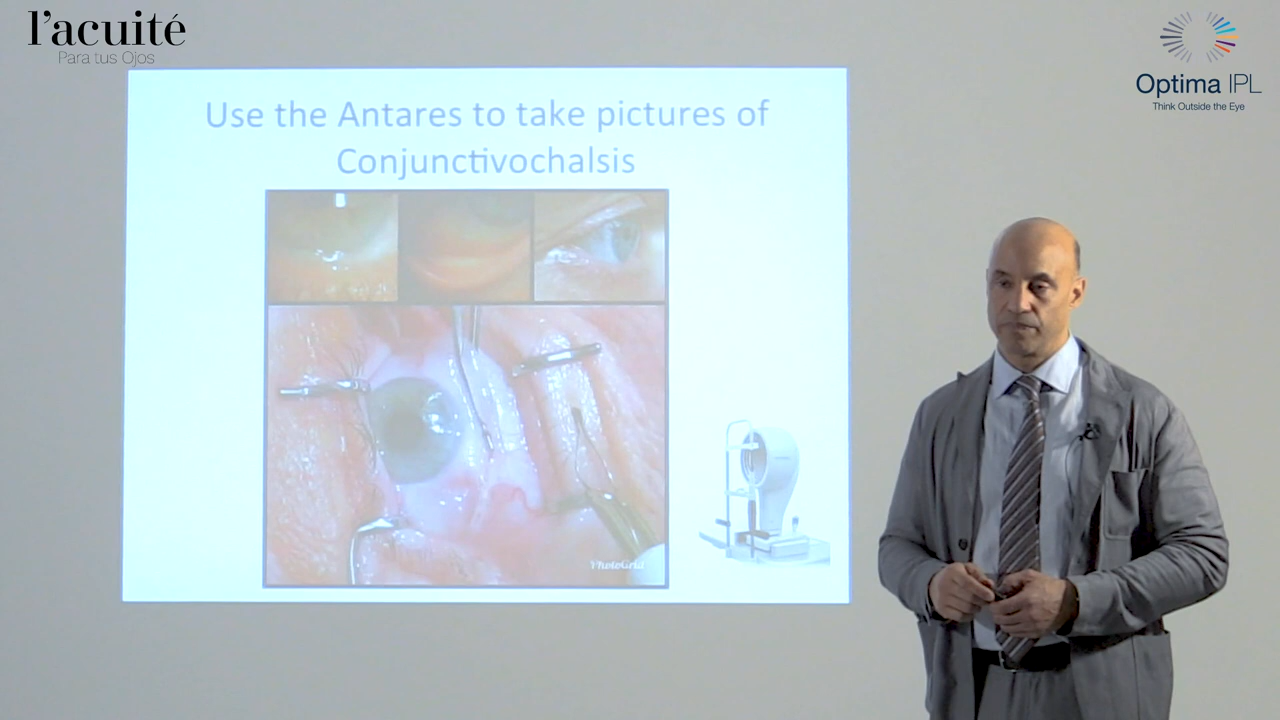 l'acuité
Para tus Ojos
Optima IPL
Think Outside the Eye
Use the Antares to take pictures of
Conjunctivochalsis
PhotoGrid